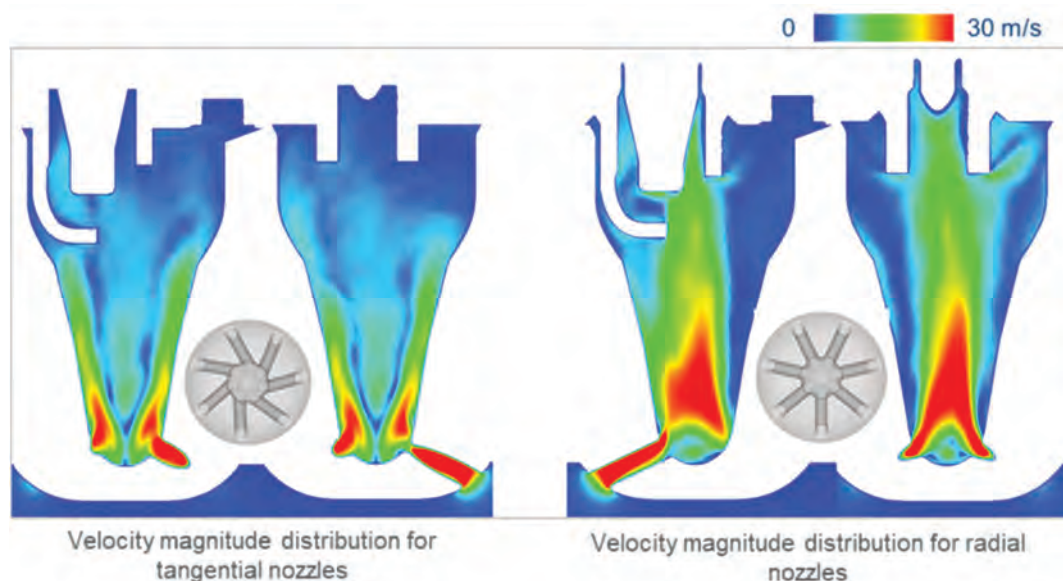 0 30 m/s
Velocity magnitude distribution for
tangential nozzles
Velocity magnitude distribution for radial
nozzles